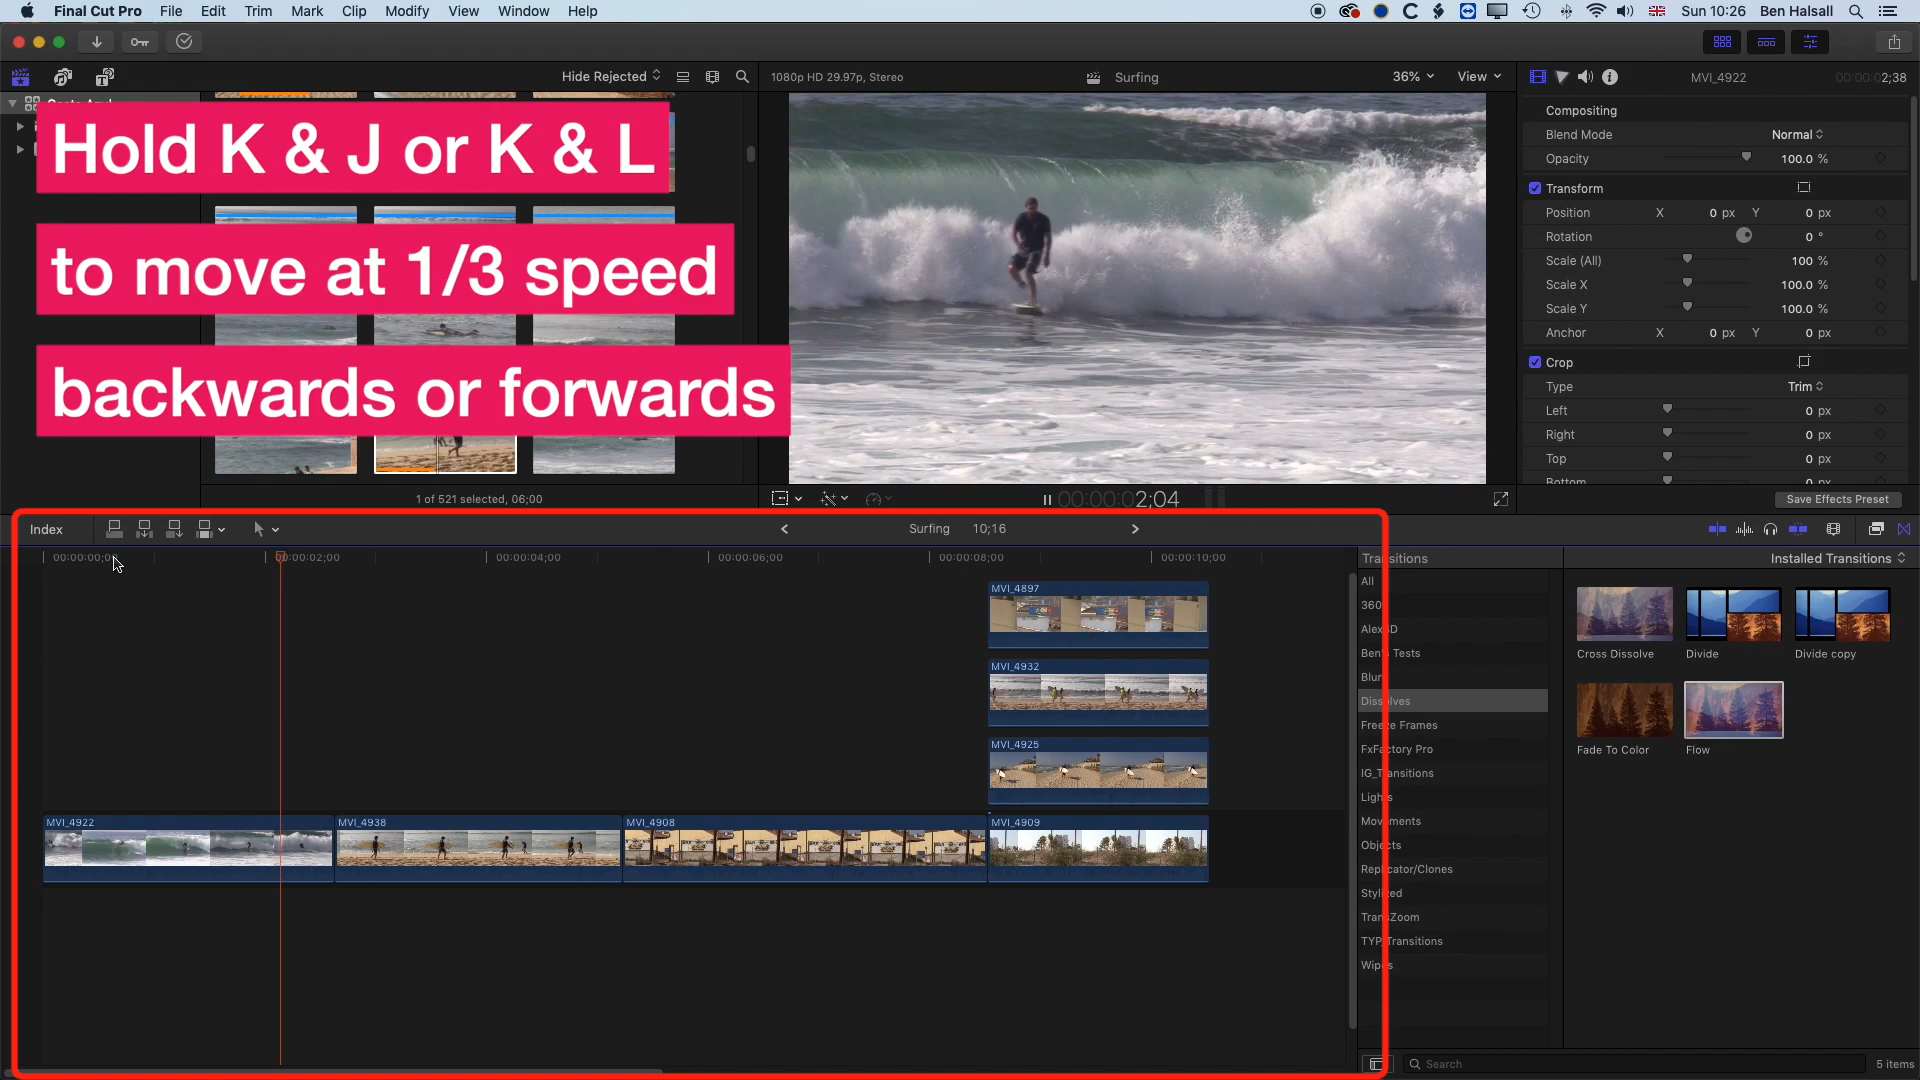 Final Cut Pro File Edit Trim Mark Clip Modify View Window Help
Sun 10:26 Ben Halsall
Hide Rejected
1080p HD 29.97p, Stereo
Surfing
36% View
MVI_4922
2;38
Hold K & J or K & L
to move at 1/3 speed
backwards or forwards
1 of 521 selected, 06;00
00:00:00:02;04
Compositing
Blend Mode Normal
Opacity 100.0 %
Transform
Position X 0 px Y 0 px
Rotation 0 °
Scale (All) 100 %
Scale X 100.0 %
Scale Y 100.0 %
Anchor X 0 px Y 0 px
Crop
Type Trim
Left 0 px
Right 0 px
Top 0 px
Bottom 0 px
Save Effects Preset
Index
Surfing 10;16
00:00:00;00 00:00:02;00 00:00:04;00 00:00:06;00 00:00:08;00 00:00:10;00
MVI_4897
MVI_4932
MVI_4925
MVI_4922 MVI_4938 MVI_4908 MVI_4909
Transitions
All
360
Ben's Tests
Blur
Dissolves
Freeze Frames
FxFactory Pro
IG_Transitions
Lights
Movements
Objects
Replicator/Clones
Stylized
TransZoom
TYP Transitions
Wipes
Installed Transitions
Cross Dissolve Divide Divide copy
Fade To Color Flow
Search
5 items